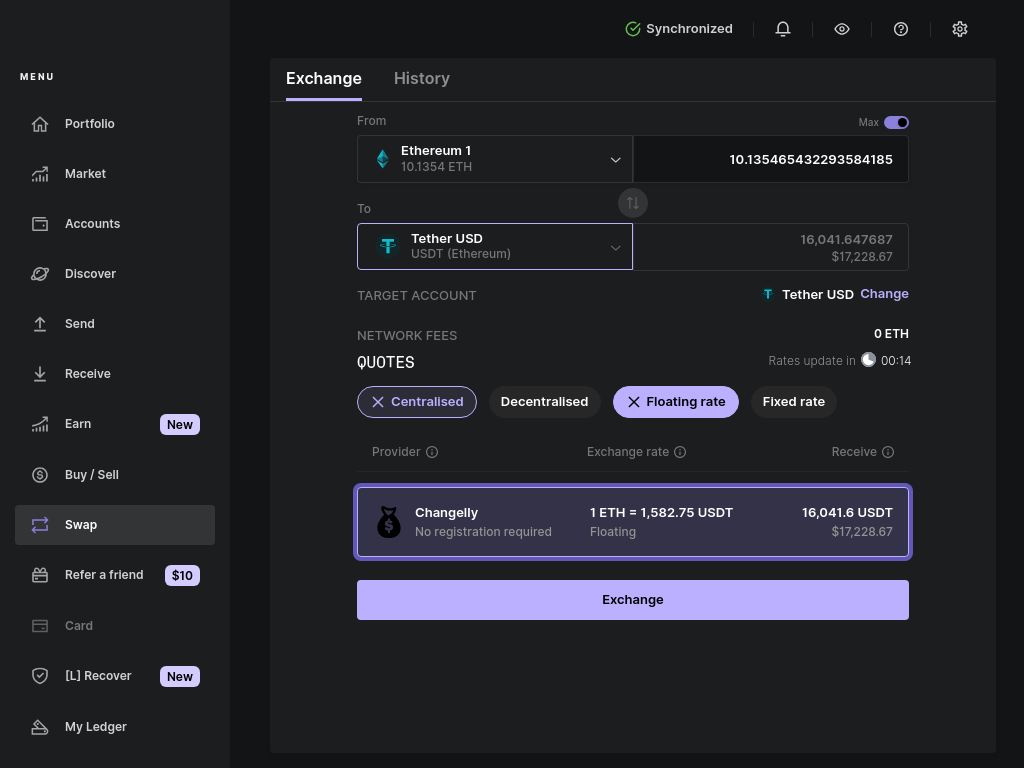 Synchronized
MENU
Portfolio
Market
Accounts
Discover
Send
Receive
Earn New
Buy / Sell
Swap
Refer a friend $10
Card
[L] Recover New
My Ledger
Exchange History
From Max
Ethereum 1
10.1354 ETH
10.135465432293584185
To
Tether USD
USDT (Ethereum)
16,041.647687
$17,228.67
TARGET ACCOUNT Tether USD Change
NETWORK FEES 0 ETH
QUOTES Rates update in 00:14
Centralised Decentralised Floating rate Fixed rate
Provider Exchange rate Receive
Changelly 1 ETH = 1,582.75 USDT 16,041.6 USDT
No registration required Floating $17,228.67
Exchange